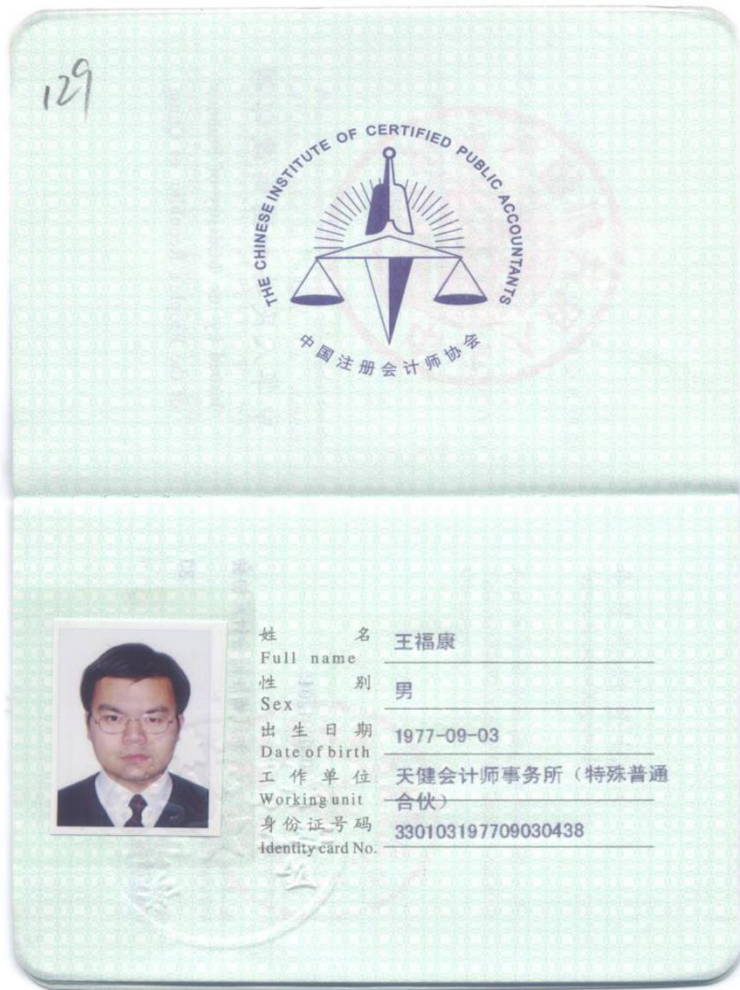 129
THE CHINESE INSTITUTE OF CERTIFIED PUBLIC ACCOUNTANTS
中国注册会计师协会
姓 名 王福康
Full name
性 别 男
Sex
出生日期 1977-09-03
Date of birth
工作单位 天健会计师事务所（特殊普通
Working unit 合伙）
身份证号码 330103197709030438
Identity card No.